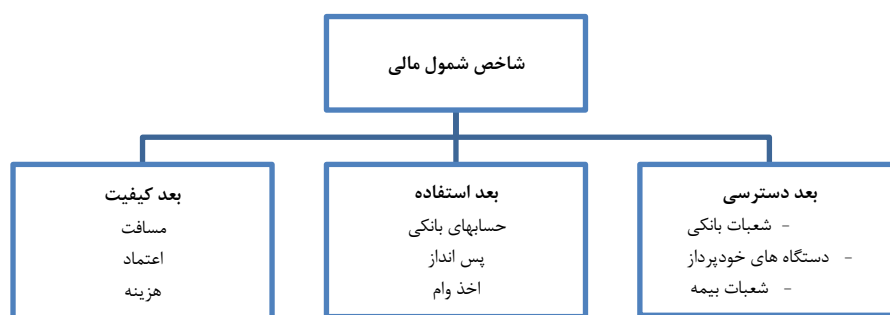 شاخص شمول مالی
بعد دسترسی
- شعبات بانکی
- دستگاه های خودپرداز
- شعبات بیمه
بعد استفاده
حسابهای بانکی
پس انداز
اخذ وام
بعد کیفیت
مسافت
اعتماد
هزینه